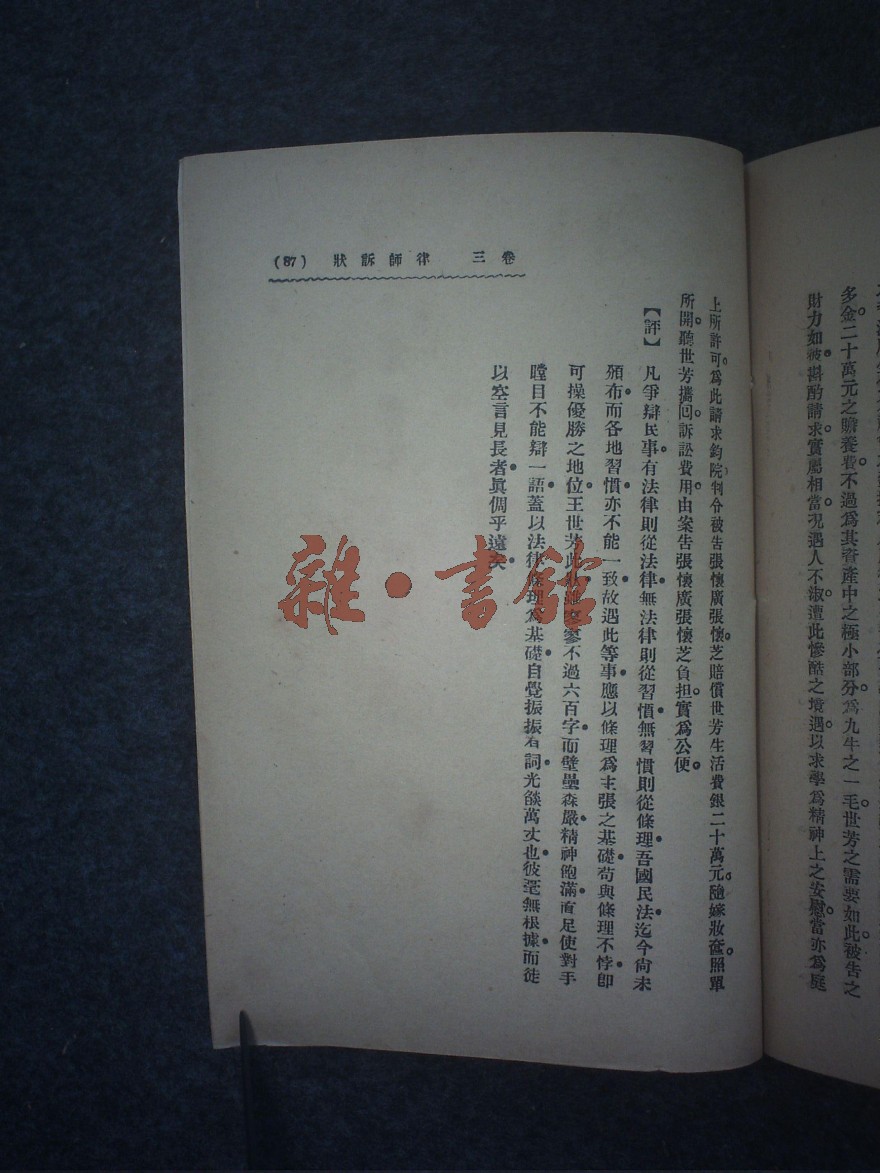 多金。二十萬元之贍養費。不過爲其資產中之極小部分。爲九牛之一毛。世芳之需要如此。被告之
財力如彼。斟酌請求。實屬相當。況遇人不淑。遭此慘酷之境遇。以求學爲精神上之安慰。當亦爲庭
卷三 律師訴狀 (87)
上所許可。爲此請求鈞院判令被告張懷廣張懷芝賠償世芳生活費銀二十萬元。隨嫁妝奩。照單
所開。聽世芳攜回。訴訟費用。由案告張懷廣張懷芝負担。實爲公便。
【評】凡爭辯民事。有法律則從法律。無法律則從習慣。無習慣則從條理。吾國民法。迄今尙未
頒布。而各地習慣。亦不能一致。故遇此等事。應以條理爲主張之基礎。苟與條理不悖。卽
可操優勝之地位。王世芳此不過六百字。而壁壘森嚴。精神飽滿。直足使對手
瞠目不能辯一語。蓋以法律條理爲基礎。自覺振振有詞。光燄萬丈也。彼毫無根據。而徒
以空言見長者。眞倜乎遠矣。
雜·書館